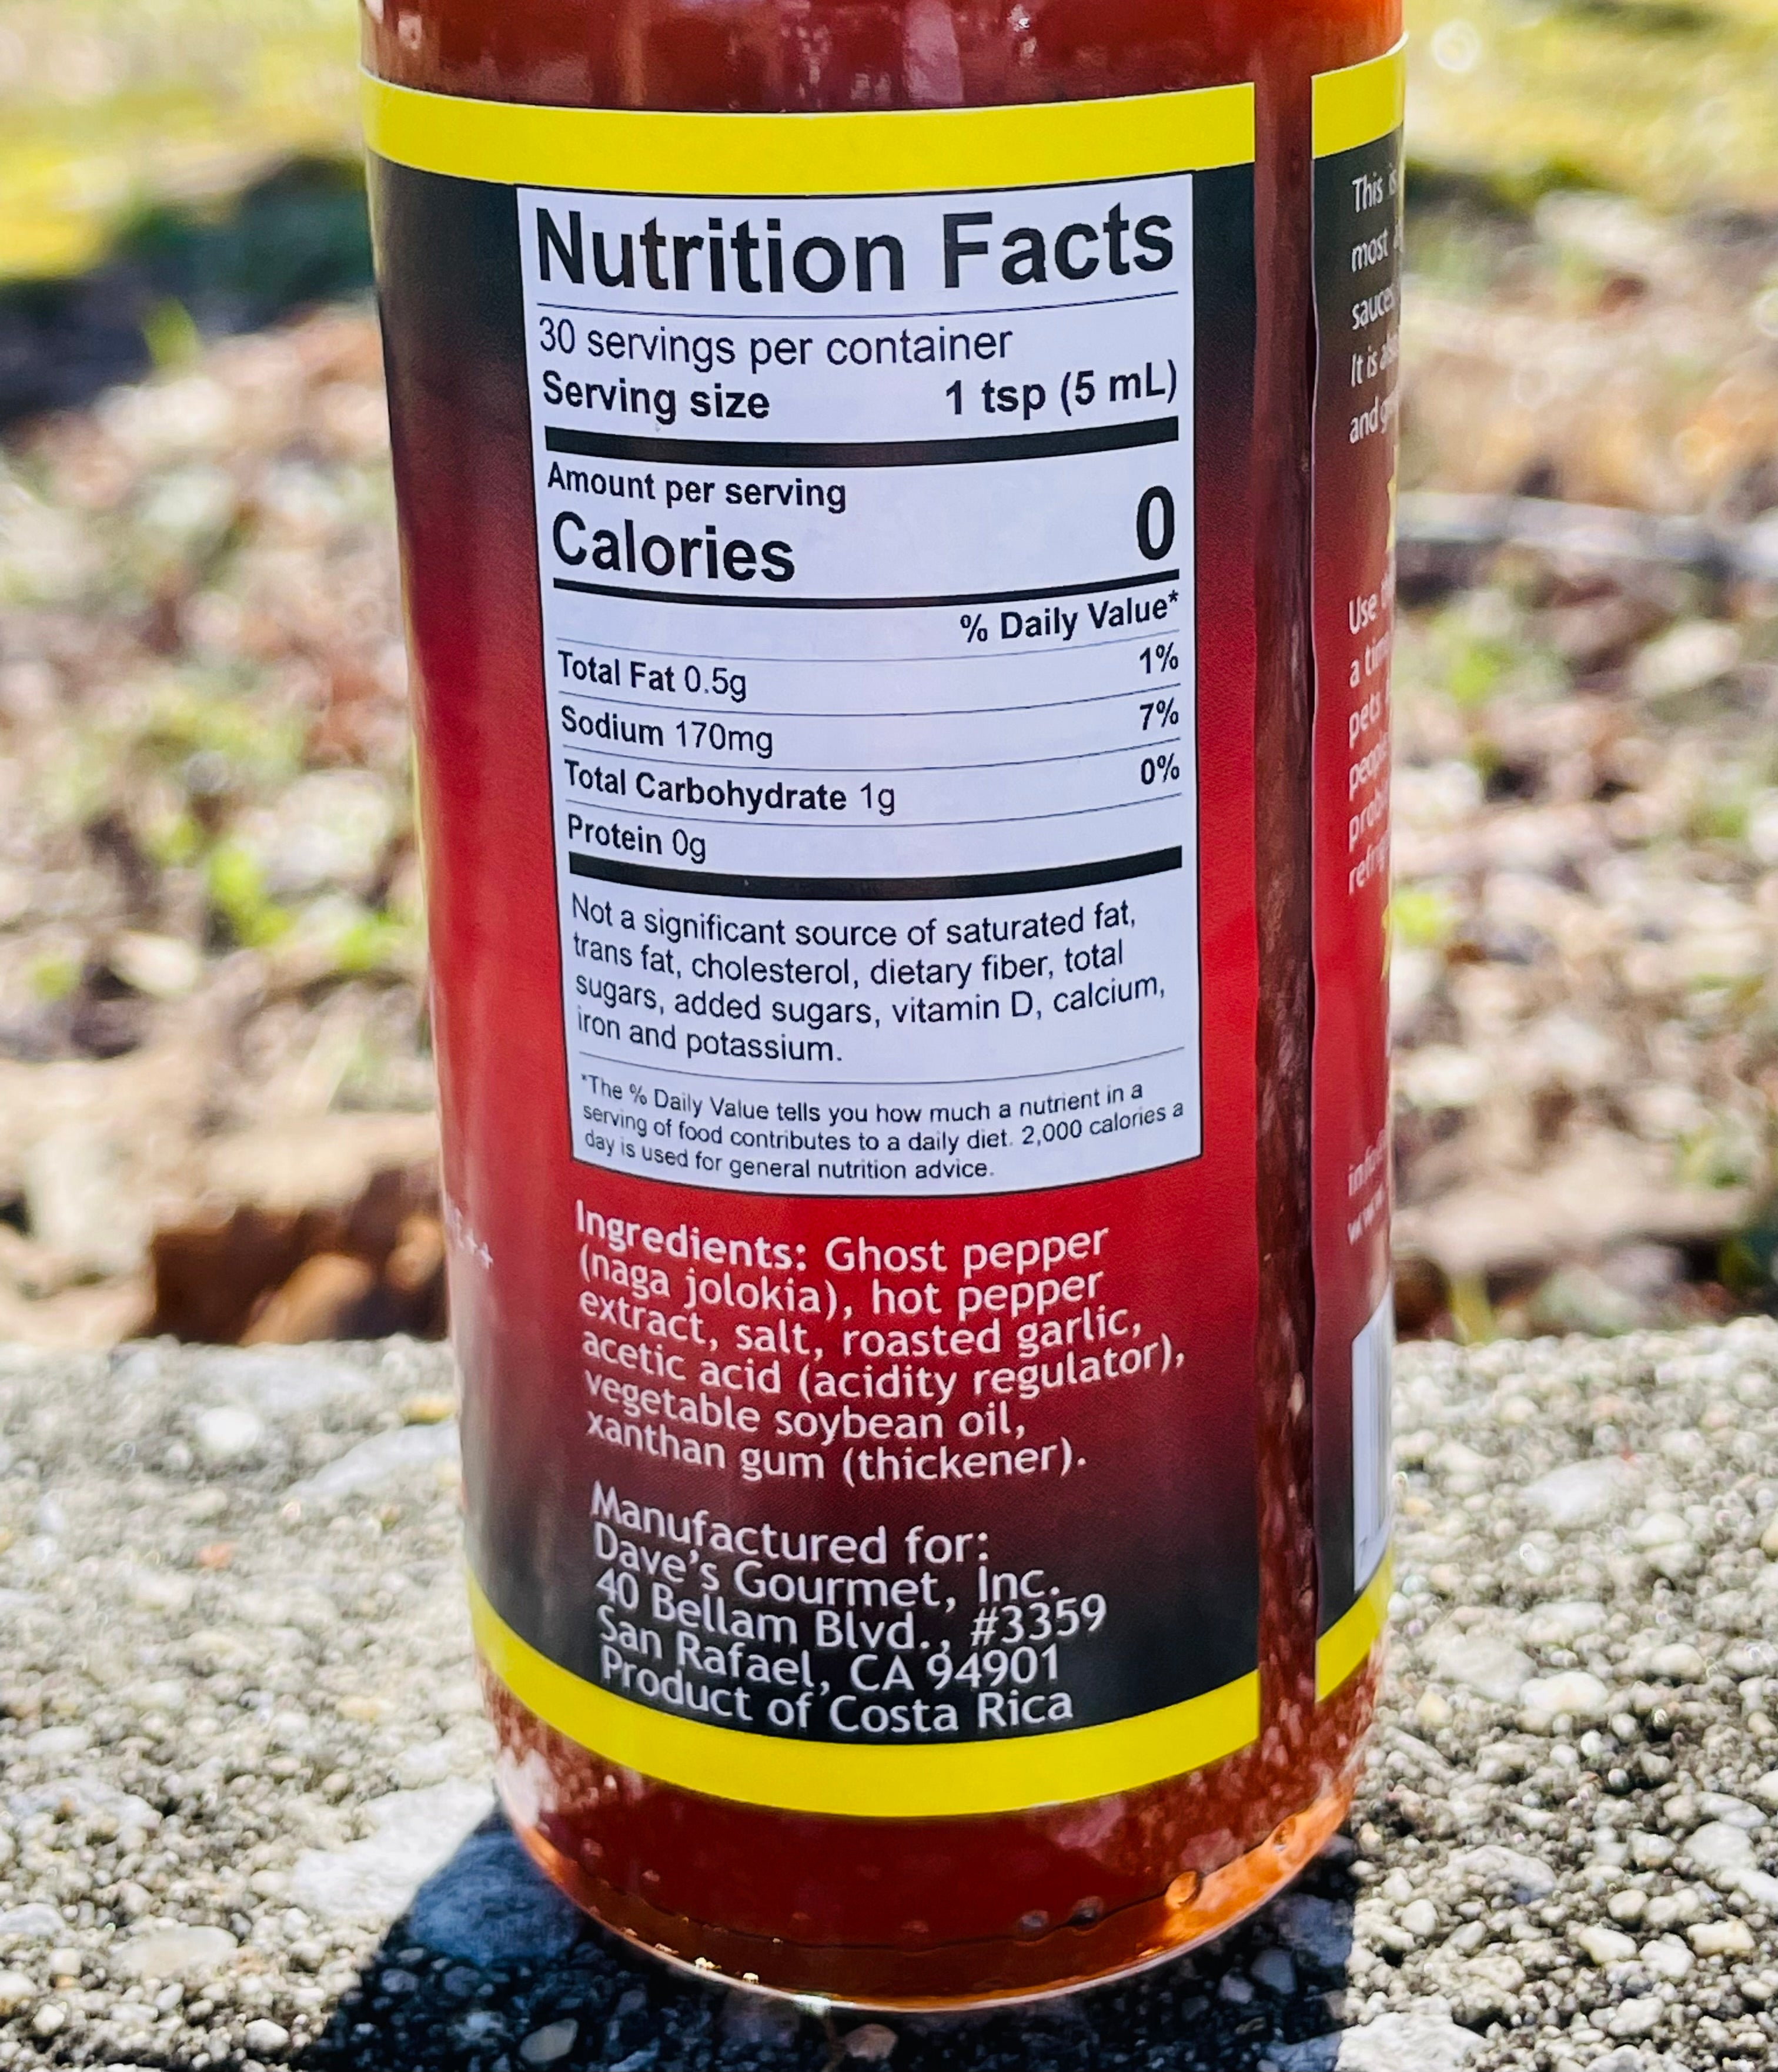 Nutrition Facts
30 servings per container
Serving size 1 tsp (5 mL)
Amount per serving
Calories 0
% Daily Value*
Total Fat 0.5g 1%
Sodium 170mg 7%
Total Carbohydrate 1g 0%
Protein 0g
Not a significant source of saturated fat,
trans fat, cholesterol, dietary fiber, total
sugars, added sugars, vitamin D, calcium,
iron and potassium.
*The % Daily Value tells you how much a nutrient in a
serving of food contributes to a daily diet. 2,000 calories a
day is used for general nutrition advice.
Ingredients: Ghost pepper
(naga jolokia), hot pepper
extract, salt, roasted garlic,
acetic acid (acidity regulator),
vegetable soybean oil,
xanthan gum (thickener).
Manufactured for:
Dave's Gourmet, Inc.
40 Bellam Blvd., #3359
San Rafael, CA 94901
Product of Costa Rica
This is
most
It is
and
Use
a
pets